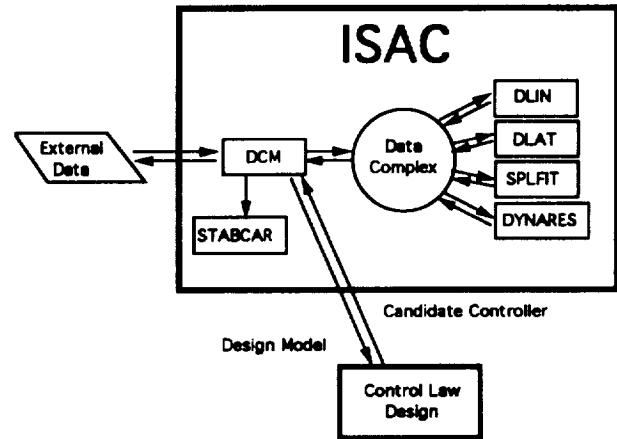 ISAC
External
Data
DCM
Data
Complex
DLIN
DLAT
SPLFIT
DYNARES
STABCAR
Candidate Controller
Design Model
Control Law
Design